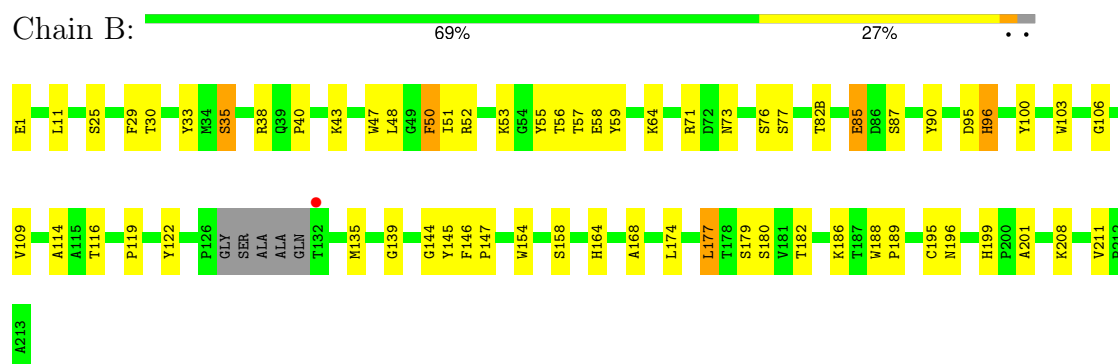 Chain B:
69% 27% • •
E1 L11 S25 F29 T30 Y33 M34 S35 R38 Q39 P40 K43 W47 L48 G49 F50 I51 R52 K53 G54 Y55 T56 T57 E58 Y59 K64 R71 D72 N73 S76 S77 T82B E85 D86 S87 Y90 D95 H96 Y100 W103 G106
V109 A114 A115 T116 P119 Y122 P126 GLY SER ALA ALA GLN T132 M135 G139 G144 Y145 F146 P147 W154 S158 H164 A168 L174 L177 T178 S179 S180 V181 T182 K186 T187 W188 P189 C195 N196 H199 P200 A201 K208 V211
A213